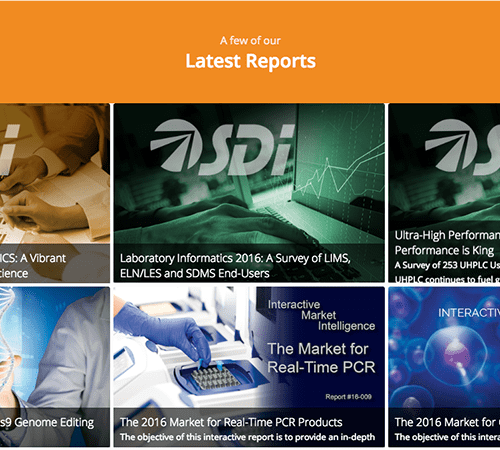 A few of our
Latest Reports
SDi
SDi
ICS: A Vibrant
cience
Laboratory Informatics 2016: A Survey of LIMS,
ELN/LES and SDMS End-Users
Ultra-High Performan
Performance is King
A Survey of 253 UHPLC Us
UHPLC continues to fuel g
Interactive
Market
Intelligence
The Market for
Real-Time PCR
Report #16-009
INTERACTIV
s9 Genome Editing
The 2016 Market for Real-Time PCR Products
The objective of this interactive report is to provide an in-depth
The 2016 Market for
The objective of this intera